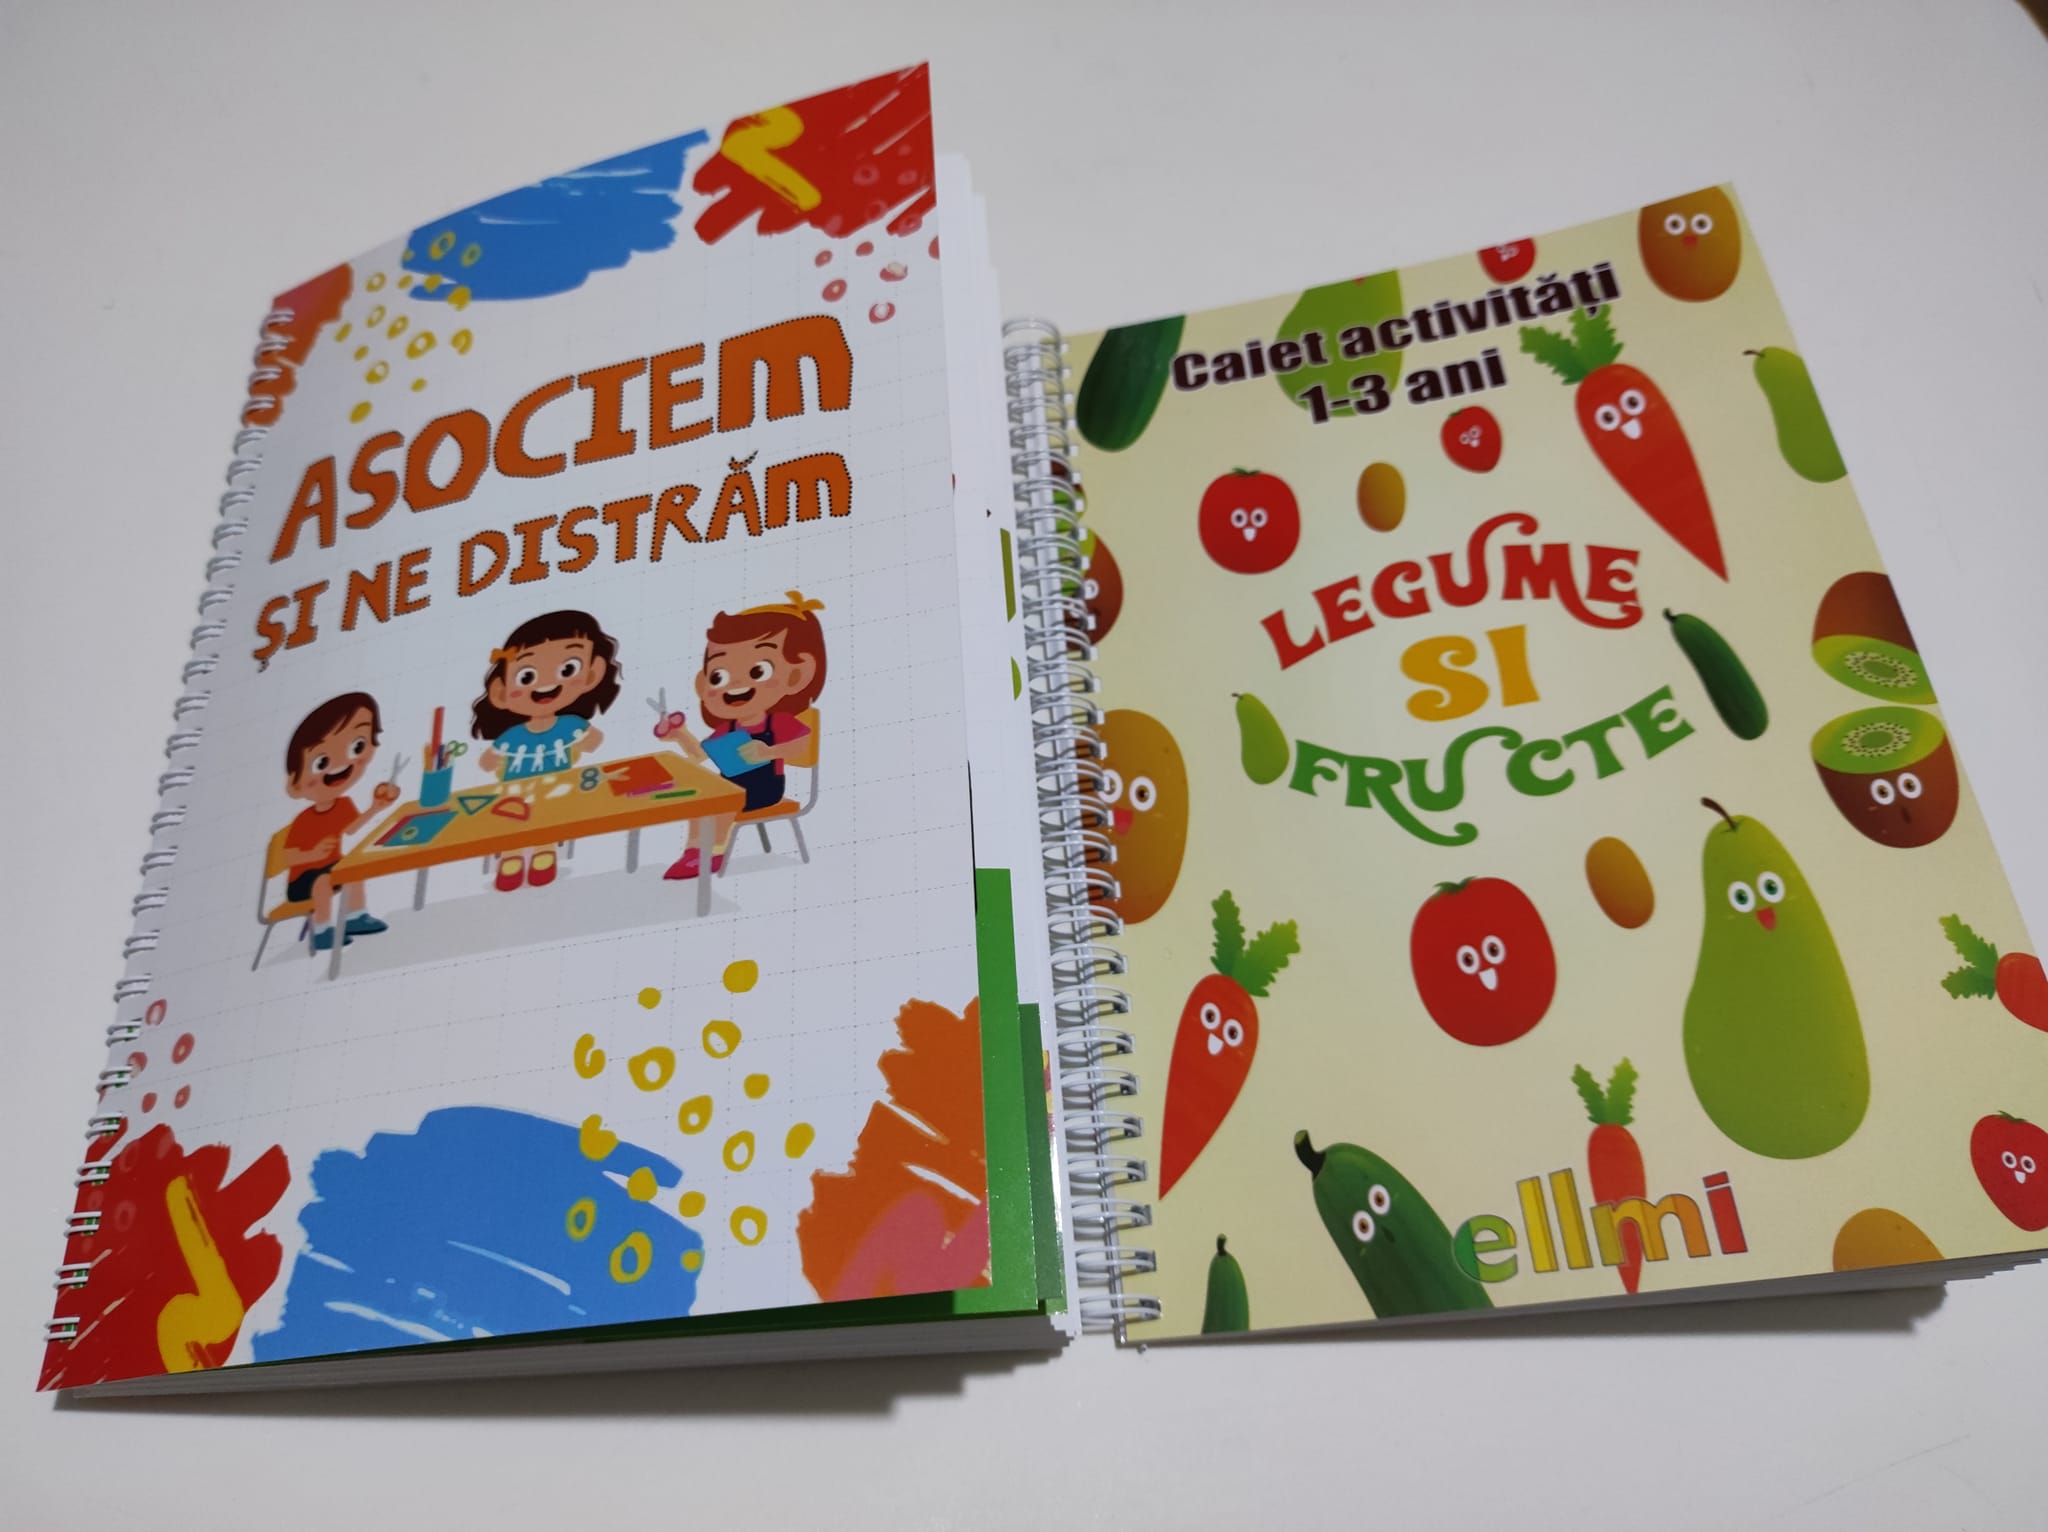 ASOCIEM
ȘI NE DISTRĂM
Caiet activități
1-3 ani
LEGUME
SI
FRUCTE
ellmi